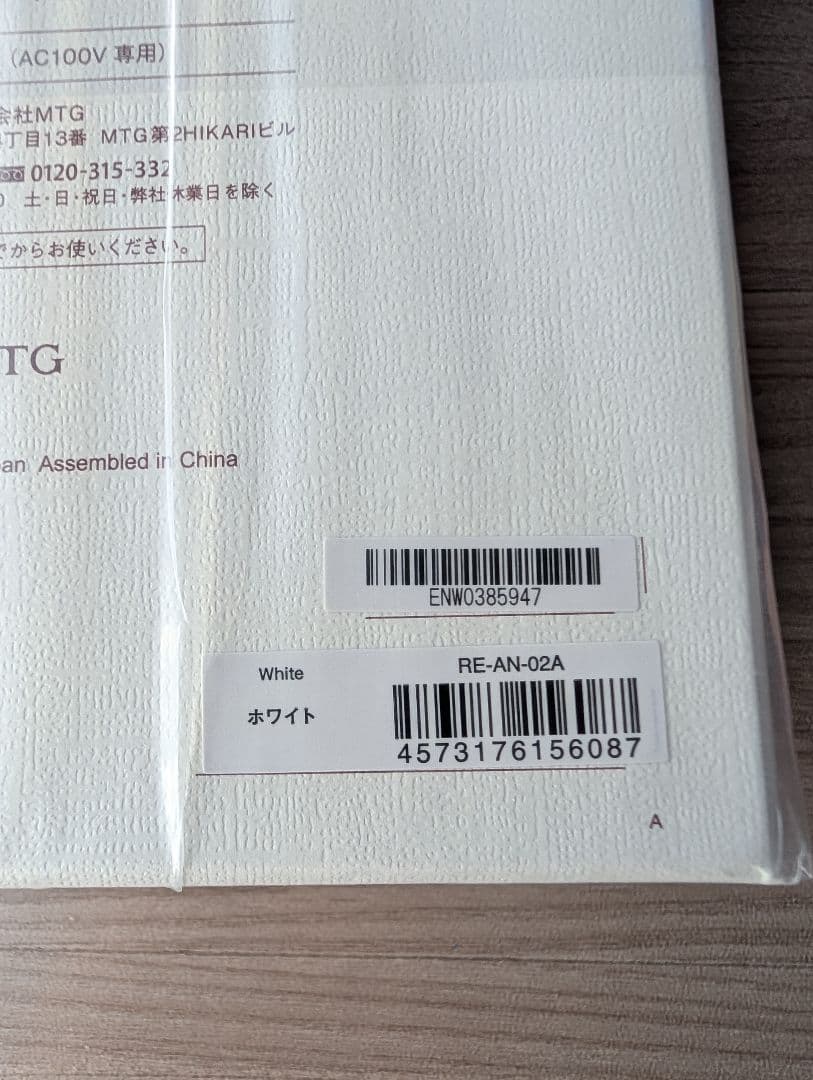 (AC100V 専用)
会社MTG
丁目13番 MTG第2HIKARIビル
0120-315-332
土・日・祝日・弊社休業日を除く
からお使いください。
TG
an Assembled in China
ENW0385947
White
RE-AN-02A
ホワイト
4573176156087
A